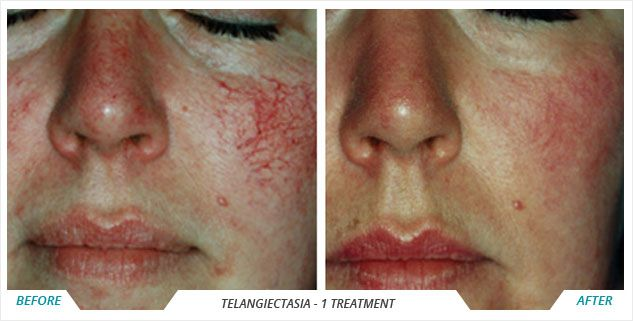 BEFORE
TELANGIECTASIA - 1 TREATMENT
AFTER